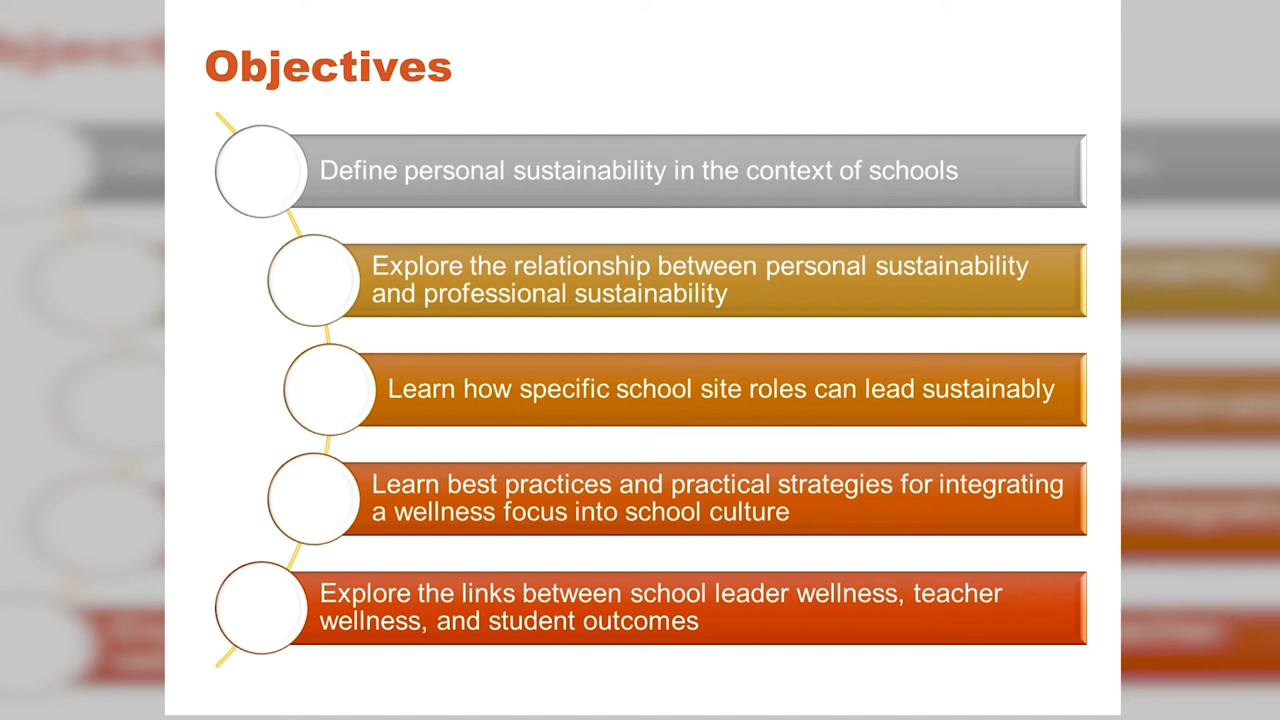 Objectives
Define personal sustainability in the context of schools
Explore the relationship between personal sustainability
and professional sustainability
Learn how specific school site roles can lead sustainably
Learn best practices and practical strategies for integrating
a wellness focus into school culture
Explore the links between school leader wellness, teacher
wellness, and student outcomes